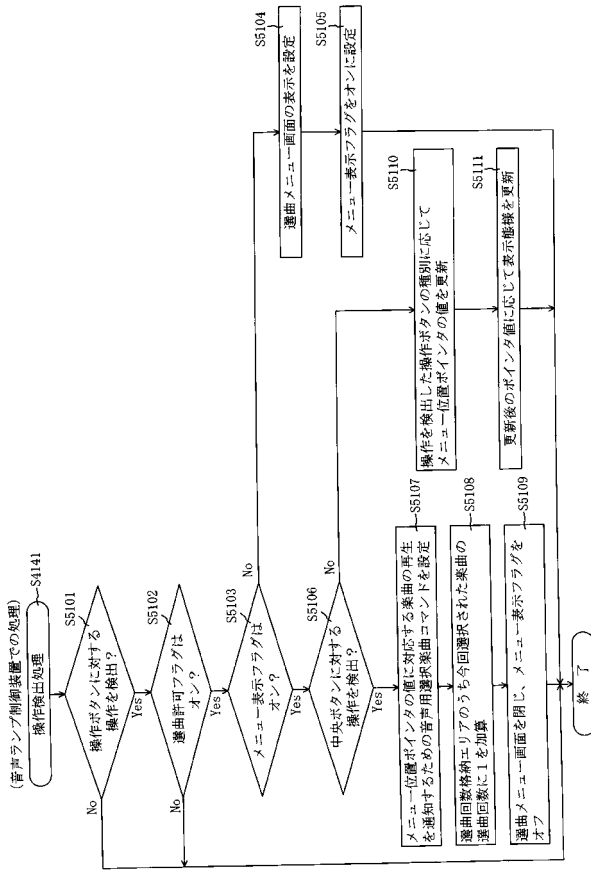 (音声ランプ制御装置での処理)
操作検出処理
S4141
操作ボタンに対する
操作を検出?
S5101
No
Yes
選曲許可フラグは
オン?
S5102
No
Yes
メニュー表示フラグは
オン?
S5103
No
Yes
選曲メニュー画面の表示を設定
S5104
メニュー表示フラグをオンに設定
S5105
中央ボタンに対する
操作を検出?
S5106
No
Yes
メニュー位置ポインタの値に対応する楽曲の再生
を通知するための音声用選択楽曲コマンドを設定
S5107
選曲回数格納エリアのうち今回選択された楽曲の
選曲回数に1を加算
S5108
選曲メニュー画面を閉じ、メニュー表示フラグを
オフ
S5109
操作を検出した操作ボタンの種別に応じて
メニュー位置ポインタの値を更新
S5110
更新後のポインタ値に応じて表示態様を更新
S5111
終了